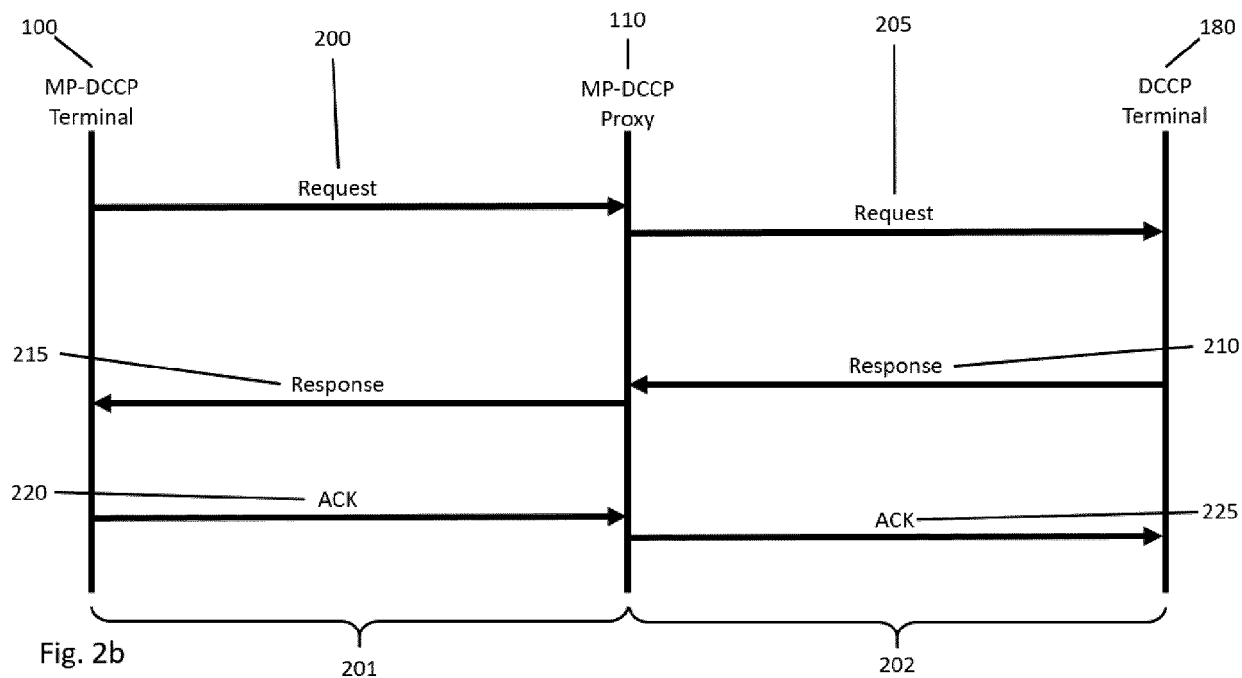 100
200
110
205
180
MP-DCCP
Terminal
MP-DCCP
Proxy
DCCP
Terminal
Request
Request
215
Response
Response
210
220
ACK
ACK
225
Fig. 2b
201
202